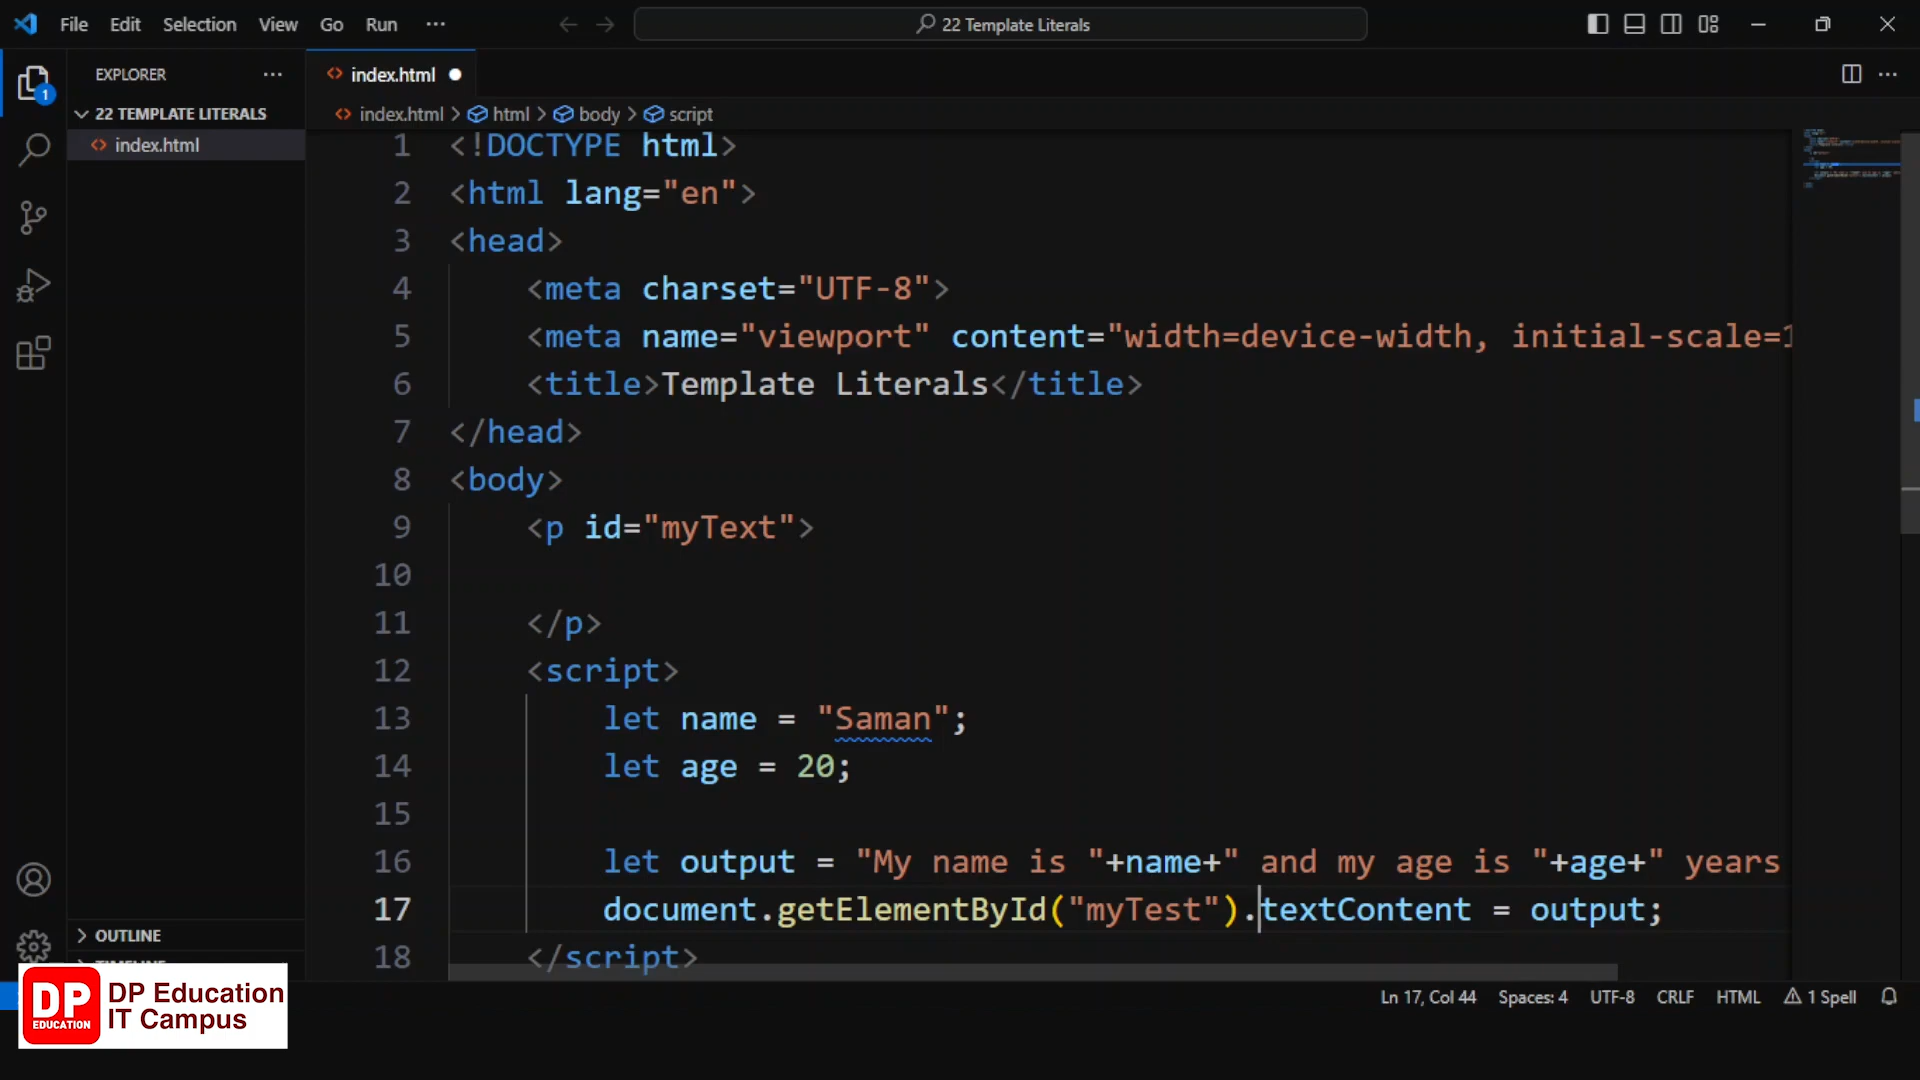 File Edit Selection View Go Run ··· 22 Template Literals
EXPLORER ···
22 TEMPLATE LITERALS
index.html
1
index.html
index.html > html > body > script
1 <!DOCTYPE html>
2 <html lang="en">
3 <head>
4 <meta charset="UTF-8">
5 <meta name="viewport" content="width=device-width, initial-scale=1
6 <title>Template Literals</title>
7 </head>
8 <body>
9 <p id="myText">
10
11 </p>
12 <script>
13 let name = "Saman";
14 let age = 20;
15
16 let output = "My name is "+name+" and my age is "+age+" years
17 document.getElementById("myTest").textContent = output;
18 </script>
OUTLINE
DP EDUCATION
DP Education
IT Campus
Ln 17, Col 44 Spaces: 4 UTF-8 CRLF HTML 1 Spell